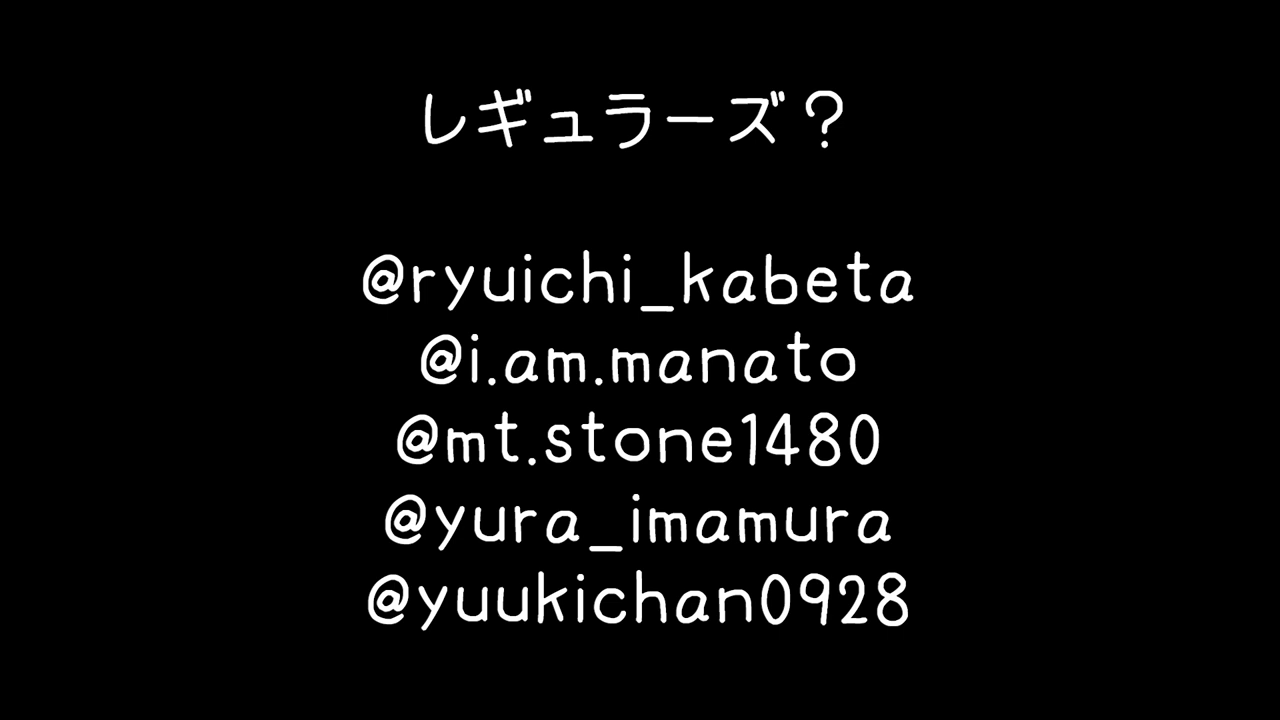 レギュラーズ？
@ryuichi_kabeta
@i.am.manato
@mt.stone1480
@yura_imamura
@yuukichan0928